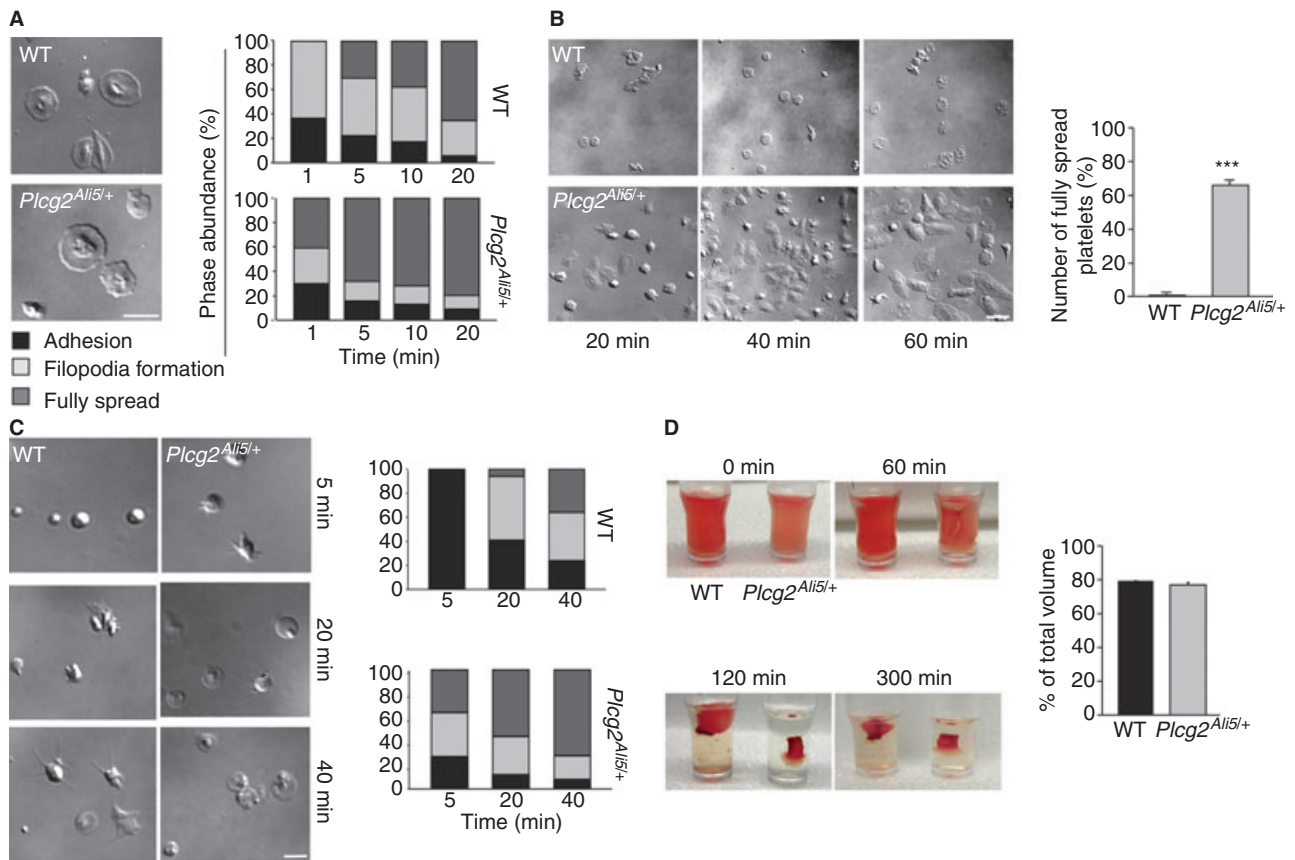 A
WT
Plcg2Ali5/+
Phase abundance (%)
100
80
60
40
20
0
1 5 10 20
WT
100
80
60
40
20
0
1 5 10 20
Plcg2Ali5/+
Time (min)
Adhesion
Filopodia formation
Fully spread
B
WT
Plcg2Ali5/+
20 min 40 min 60 min
Number of fully spread
platelets (%)
100
80
60
40
20
0
***
WT Plcg2Ali5/+
C
WT Plcg2Ali5/+
5 min
20 min
40 min
100
80
60
40
20
0
5 20 40
WT
100
80
60
40
20
0
5 20 40
Plcg2Ali5/+
Time (min)
D
0 min 60 min
WT Plcg2Ali5/+
120 min 300 min
% of total volume
100
80
60
40
20
0
WT Plcg2Ali5/+